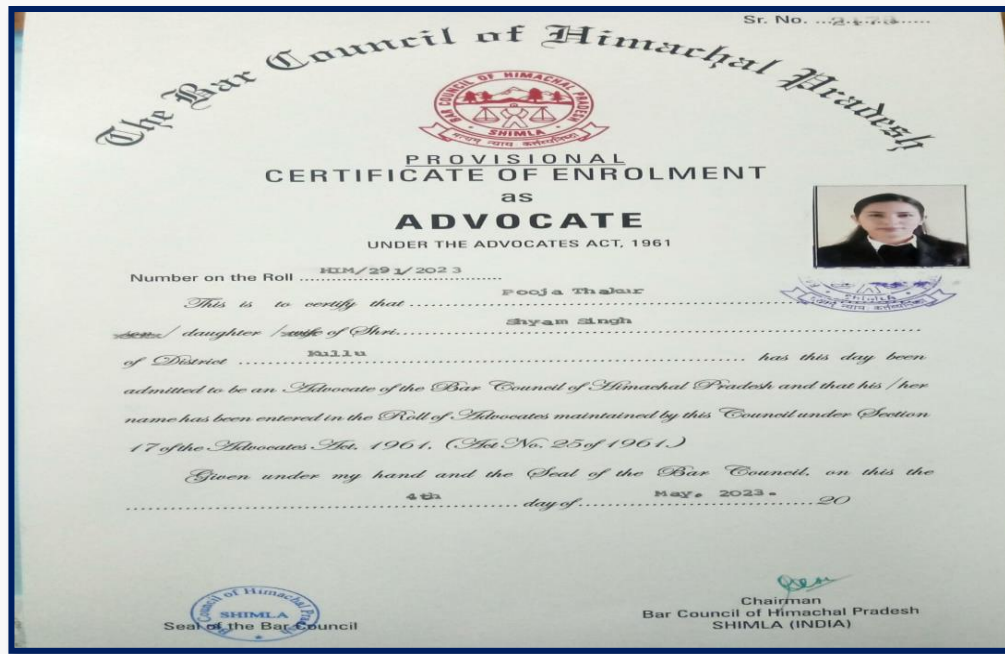 Sr. No. ...2173......
The Bar Council of Himachal Pradesh
BAR COUNCIL OF HIMACHAL PRADESH
SHIMLA
PROVISIONAL
CERTIFICATE OF ENROLMENT
as
ADVOCATE
UNDER THE ADVOCATES ACT, 1961
Number on the Roll HIM/291/2023
This is to certify that Pooja Thakur
SHIMLA
son / daughter / wife of Shri. Shyam Singh
of District Kullu has this day been
admitted to be an Advocate of the Bar Council of Himachal Pradesh and that his / her
name has been entered in the Roll of Advocates maintained by this Council under Section
17 of the Advocates Act, 1961, (Act No. 25 of 1961.)
Given under my hand and the Seal of the Bar Council, on this the
4th day of May, 2023. 20
Bar Council of Himachal Pradesh
SHIMLA
Seal of the Bar Council
Chairman
Bar Council of Himachal Pradesh
SHIMLA (INDIA)